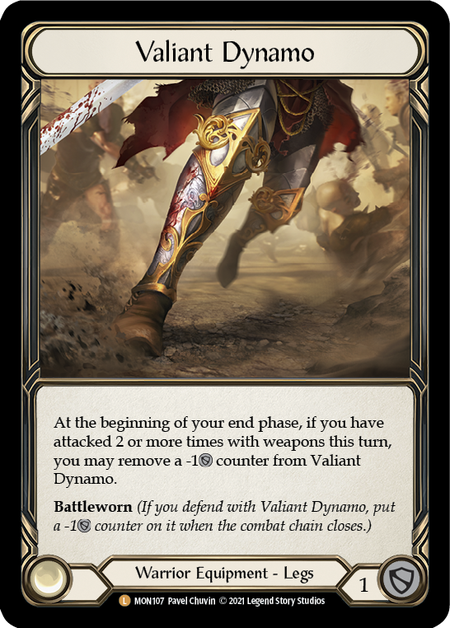 Valiant Dynamo
At the beginning of your end phase, if you have
attacked 2 or more times with weapons this turn,
you may remove a -1 counter from Valiant
Dynamo.
Battleworn (If you defend with Valiant Dynamo, put
a -1 counter on it when the combat chain closes.)
Warrior Equipment - Legs
1
L MON107 Pavel Chuvin © 2021 Legend Story Studios